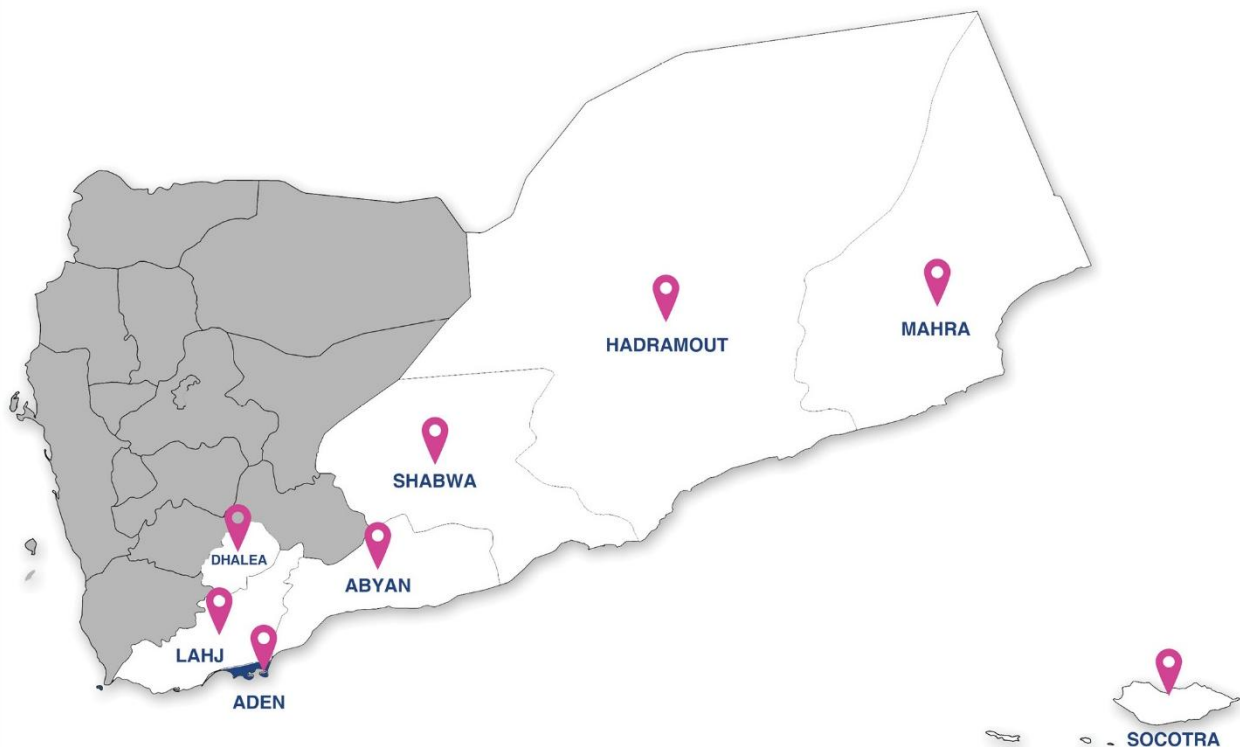 HADRAMOUT
MAHRA
SHABWA
DHALEA
ABYAN
LAHJ
ADEN
SOCOTRA